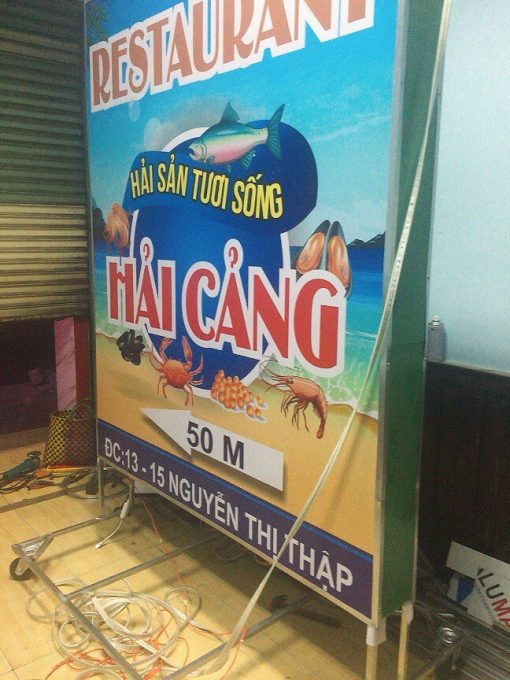 RESTAURANT
HẢI SẢN TƯƠI SỐNG
HẢI CẢNG
50 M
ĐC:13 - 15 NGUYỄN THỊ THẬP